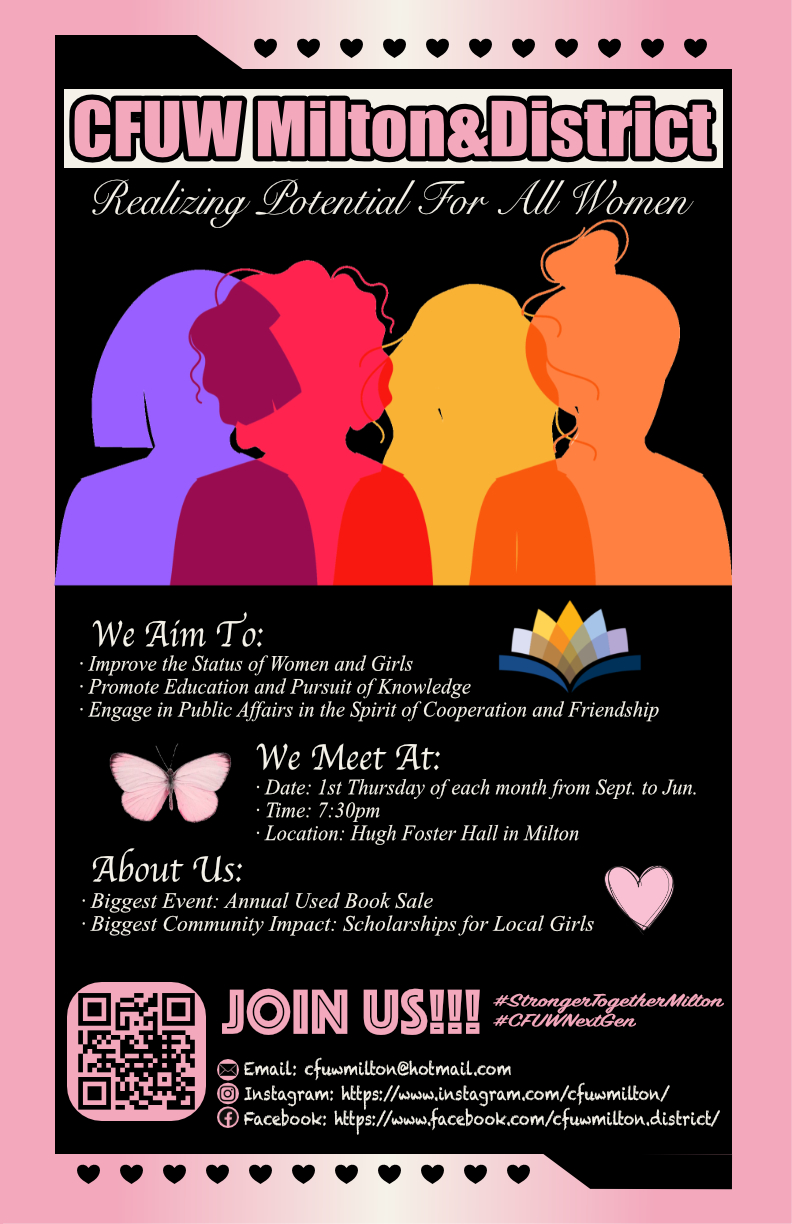 CFUW Milton&District
Realizing Potential For All Women
We Aim To:
· Improve the Status of Women and Girls
· Promote Education and Pursuit of Knowledge
· Engage in Public Affairs in the Spirit of Cooperation and Friendship
We Meet At:
· Date: 1st Thursday of each month from Sept. to Jun.
· Time: 7:30pm
· Location: Hugh Foster Hall in Milton
About Us:
· Biggest Event: Annual Used Book Sale
· Biggest Community Impact: Scholarships for Local Girls
JOIN US!!!
#StrongerTogetherMilton
#CFUWNextGen
Email: cfuwmilton@hotmail.com
Instagram: https://www.instagram.com/cfuwmilton/
Facebook: https://www.facebook.com/cfuwmilton.district/